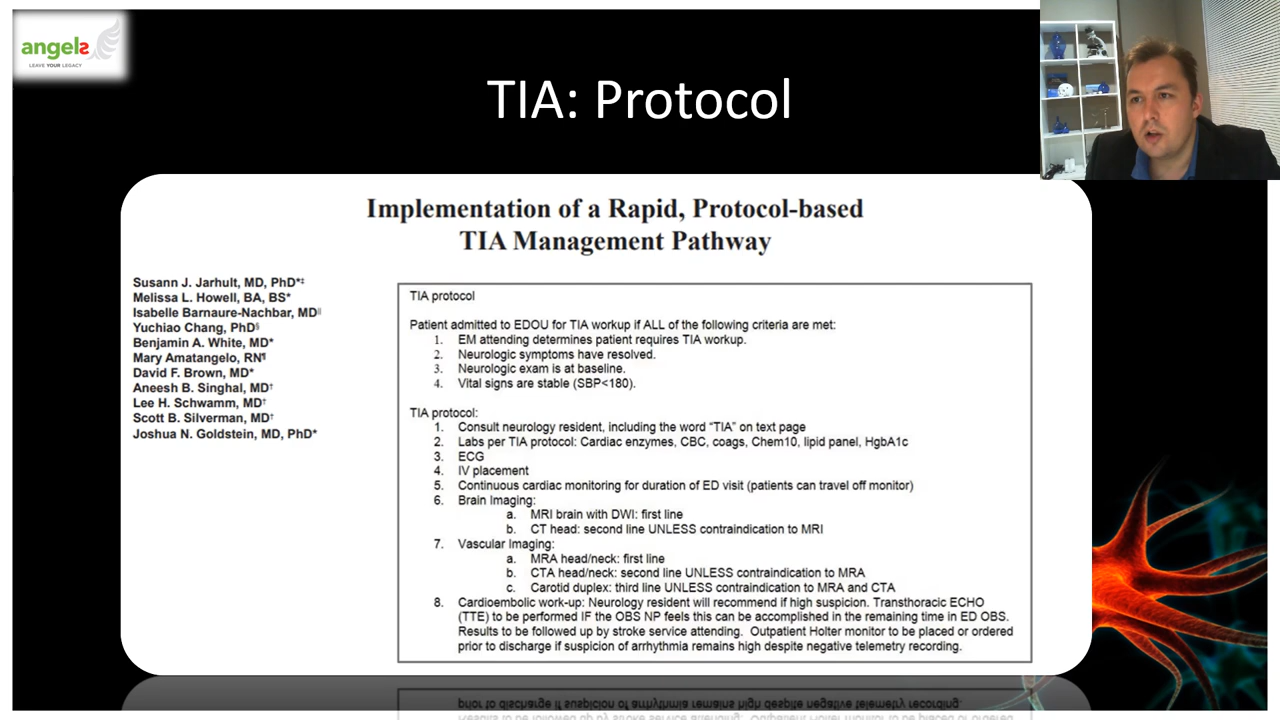 angels
LEAVE YOUR LEGACY
TIA: Protocol
Implementation of a Rapid, Protocol-based
TIA Management Pathway
Susann J. Jarhult, MD, PhD*‡
Melissa L. Howell, BA, BS*
Isabelle Barnaure-Nachbar, MD||
Yuchiao Chang, PhD§
Benjamin A. White, MD*
Mary Amatangelo, RN¶
David F. Brown, MD*
Aneesh B. Singhal, MD†
Lee H. Schwamm, MD†
Scott B. Silverman, MD†
Joshua N. Goldstein, MD, PhD*
TIA protocol
Patient admitted to EDOU for TIA workup if ALL of the following criteria are met:
1. EM attending determines patient requires TIA workup.
2. Neurologic symptoms have resolved.
3. Neurologic exam is at baseline.
4. Vital signs are stable (SBP<180).
TIA protocol:
1. Consult neurology resident, including the word “TIA” on text page
2. Labs per TIA protocol: Cardiac enzymes, CBC, coags, Chem10, lipid panel, HgbA1c
3. ECG
4. IV placement
5. Continuous cardiac monitoring for duration of ED visit (patients can travel off monitor)
6. Brain Imaging:
a. MRI brain with DWI: first line
b. CT head: second line UNLESS contraindication to MRI
7. Vascular Imaging:
a. MRA head/neck: first line
b. CTA head/neck: second line UNLESS contraindication to MRA
c. Carotid duplex: third line UNLESS contraindication to MRA and CTA
8. Cardioembolic work-up: Neurology resident will recommend if high suspicion. Transthoracic ECHO
(TTE) to be performed IF the OBS NP feels this can be accomplished in the remaining time in ED OBS.
Results to be followed up by stroke service attending. Outpatient Holter monitor to be placed or ordered
prior to discharge if suspicion of arrhythmia remains high despite negative telemetry recording.